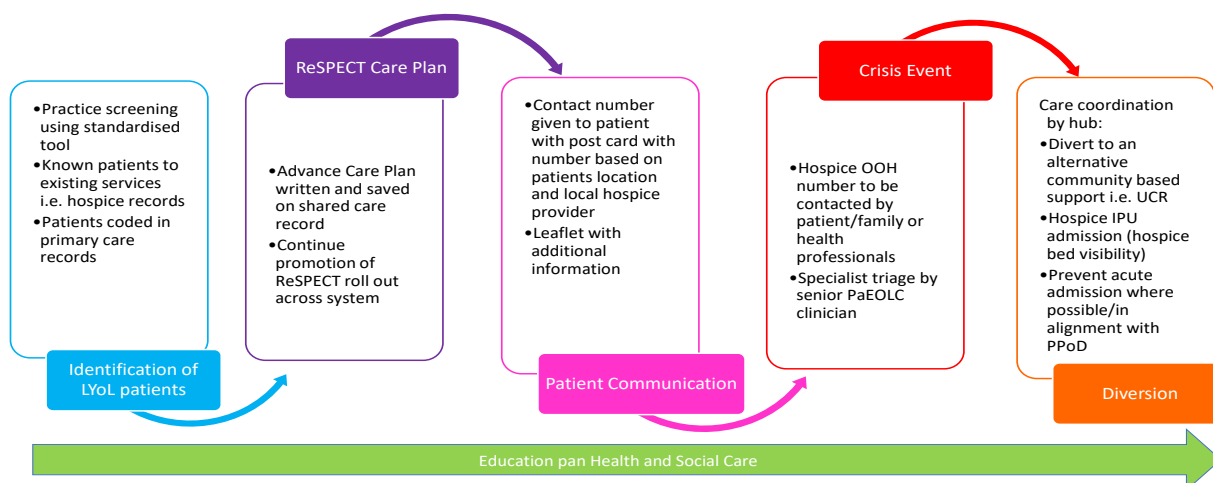 •Practice screening
using standardised
tool
•Known patients to
existing services
i.e. hospice records
•Patients coded in
primary care
records
Identification of
LYoL patients
ReSPECT Care Plan
•Advance Care Plan
written and saved
on shared care
record
•Continue
promotion of
ReSPECT roll out
across system
•Contact number
given to patient
with post card with
number based on
patients location
and local hospice
provider
•Leaflet with
additional
information
Patient Communication
Crisis Event
•Hospice OOH
number to be
contacted by
patient/family or
health
professionals
•Specialist triage by
senior PaEOLC
clinician
Care coordination
by hub:
•Divert to an
alternative
community based
support i.e. UCR
•Hospice IPU
admission (hospice
bed visibility)
•Prevent acute
admission where
possible/in
alignment with
PPoD
Diversion
Education pan Health and Social Care